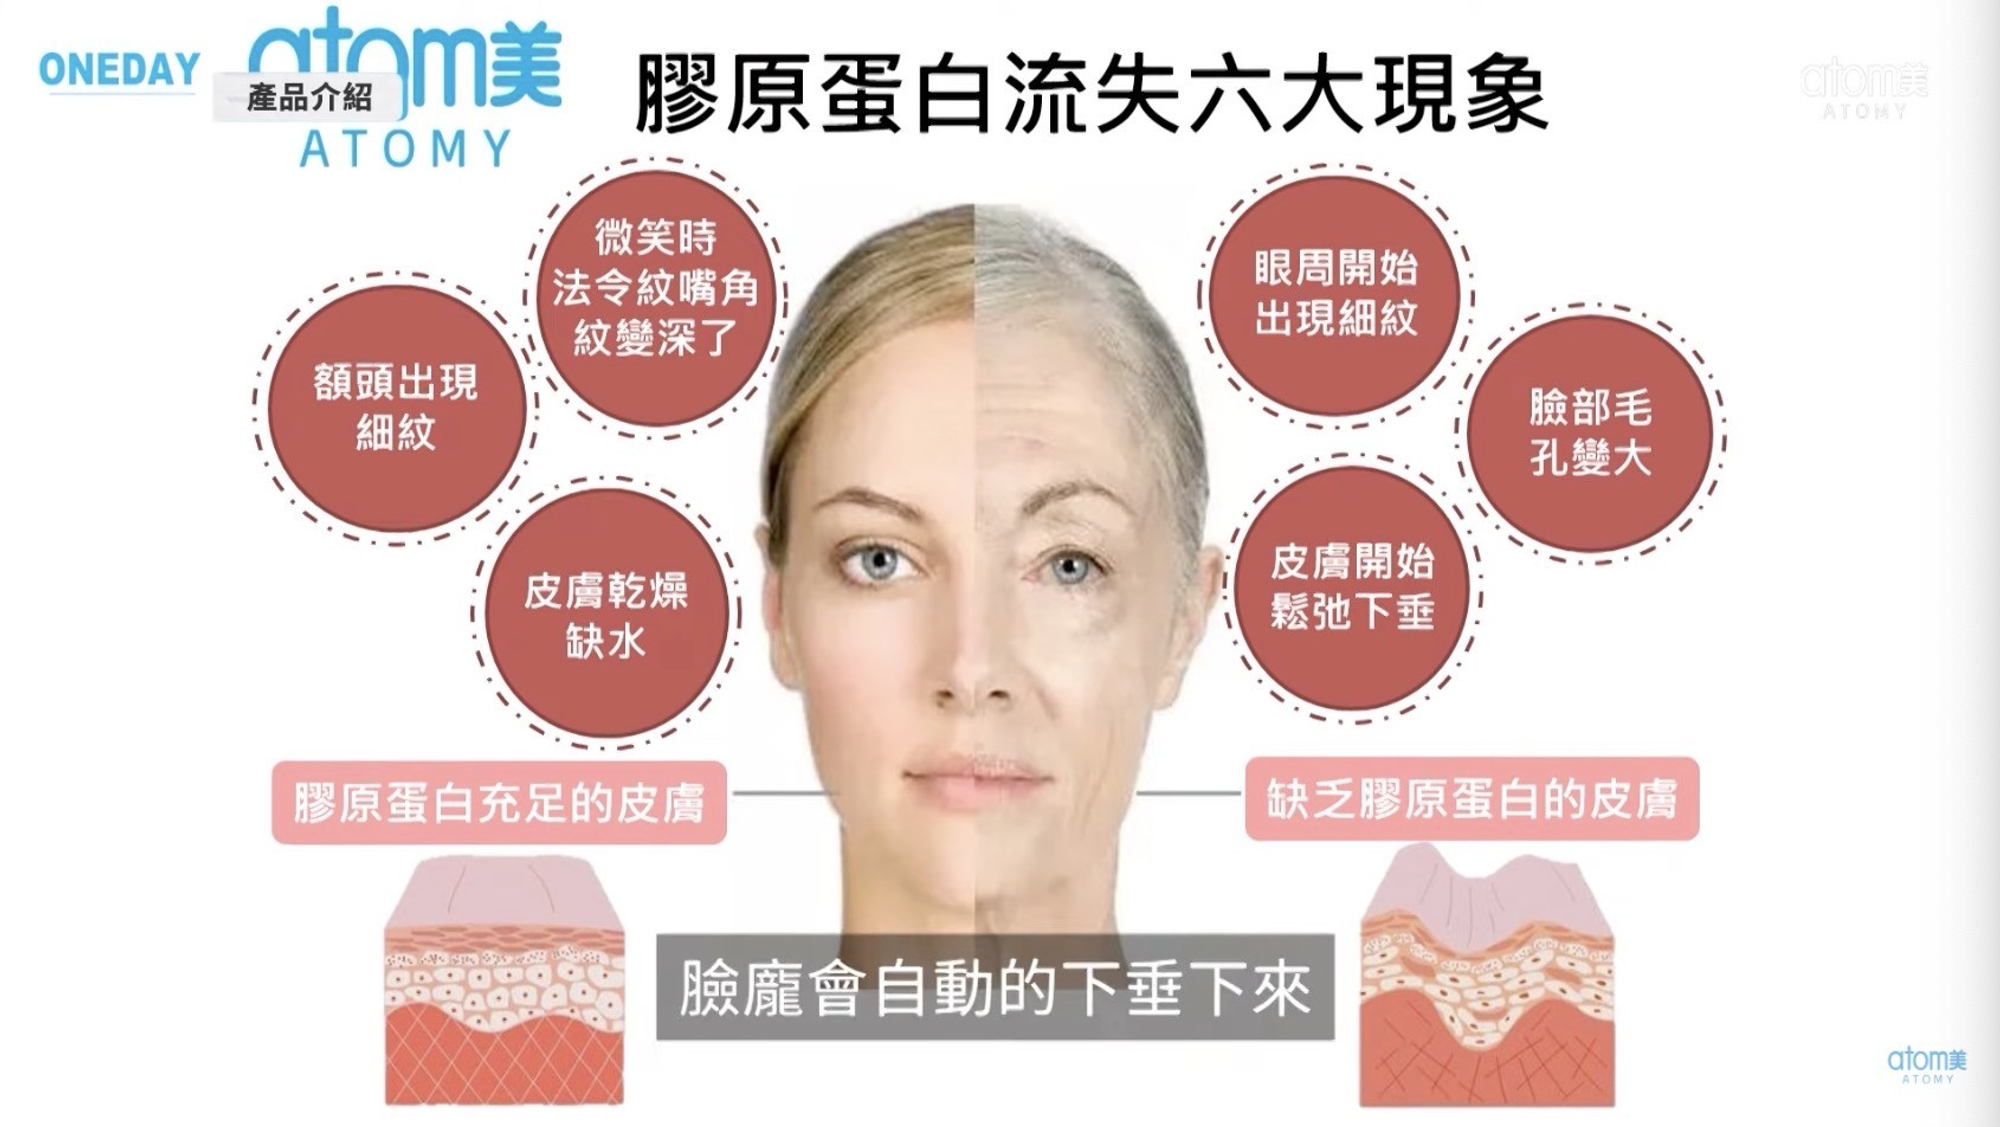 ONEDAY
atom美
產品介紹
ATOMY
膠原蛋白流失六大現象
atom美
ATOMY
微笑時
法令紋嘴角
紋變深了
眼周開始
出現細紋
額頭出現
細紋
臉部毛
孔變大
皮膚乾燥
缺水
皮膚開始
鬆弛下垂
膠原蛋白充足的皮膚
缺乏膠原蛋白的皮膚
臉龐會自動的下垂下來
atom美
ATOMY